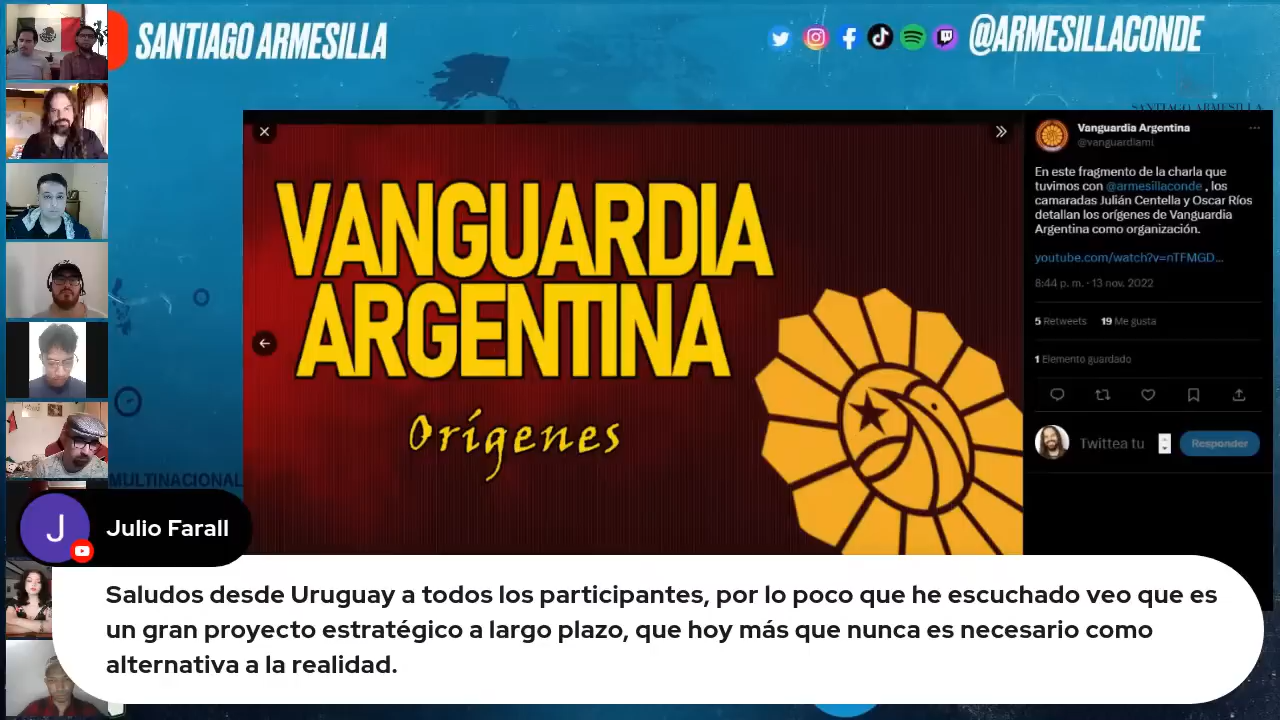 SANTIAGO ARMESILLA
@ARMESILLACONDE
SANTIAGO ARMESILLA
VANGUARDIA
ARGENTINA
Orígenes
Vanguardia Argentina
@vanguardiaml
En este fragmento de la charla que
tuvimos con @armesillaconde , los
camaradas Julián Centella y Oscar Ríos
detallan los orígenes de Vanguardia
Argentina como organización.
youtube.com/watch?v=nTFMGD...
8:44 p. m. · 13 nov. 2022
5 Retweets 19 Me gusta
1 Elemento guardado
Twittea tu
Responder
MULTINACIONAL
J
Julio Farall
Saludos desde Uruguay a todos los participantes, por lo poco que he escuchado veo que es
un gran proyecto estratégico a largo plazo, que hoy más que nunca es necesario como
alternativa a la realidad.